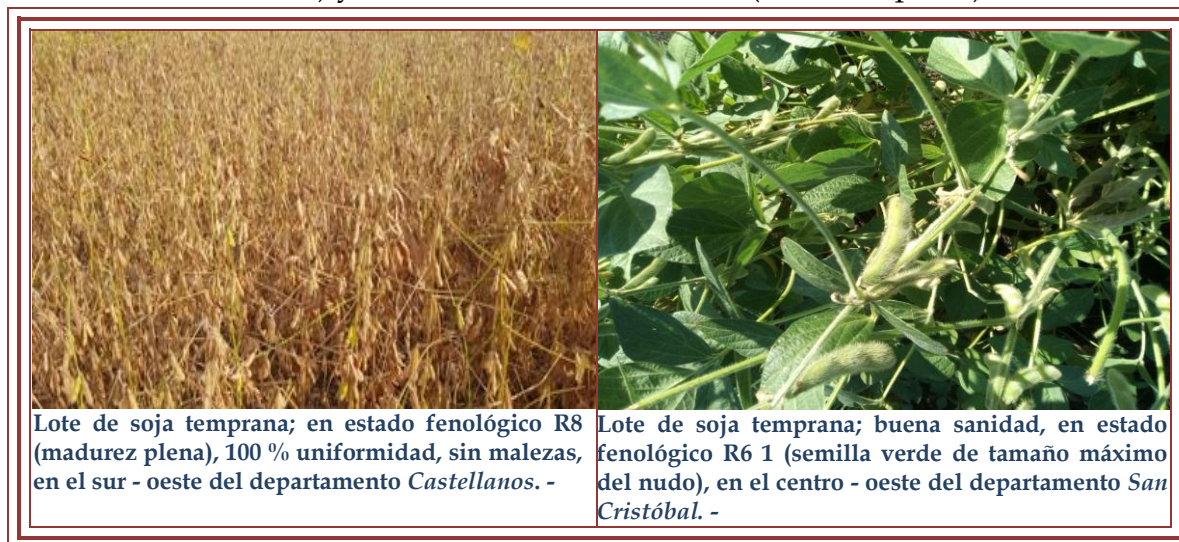 Lote de soja temprana; en estado fenológico R8
(madurez plena), 100 % uniformidad, sin malezas,
en el sur - oeste del departamento Castellanos. -
Lote de soja temprana; buena sanidad, en estado
fenológico R6 1 (semilla verde de tamaño máximo
del nudo), en el centro - oeste del departamento San
Cristóbal. -